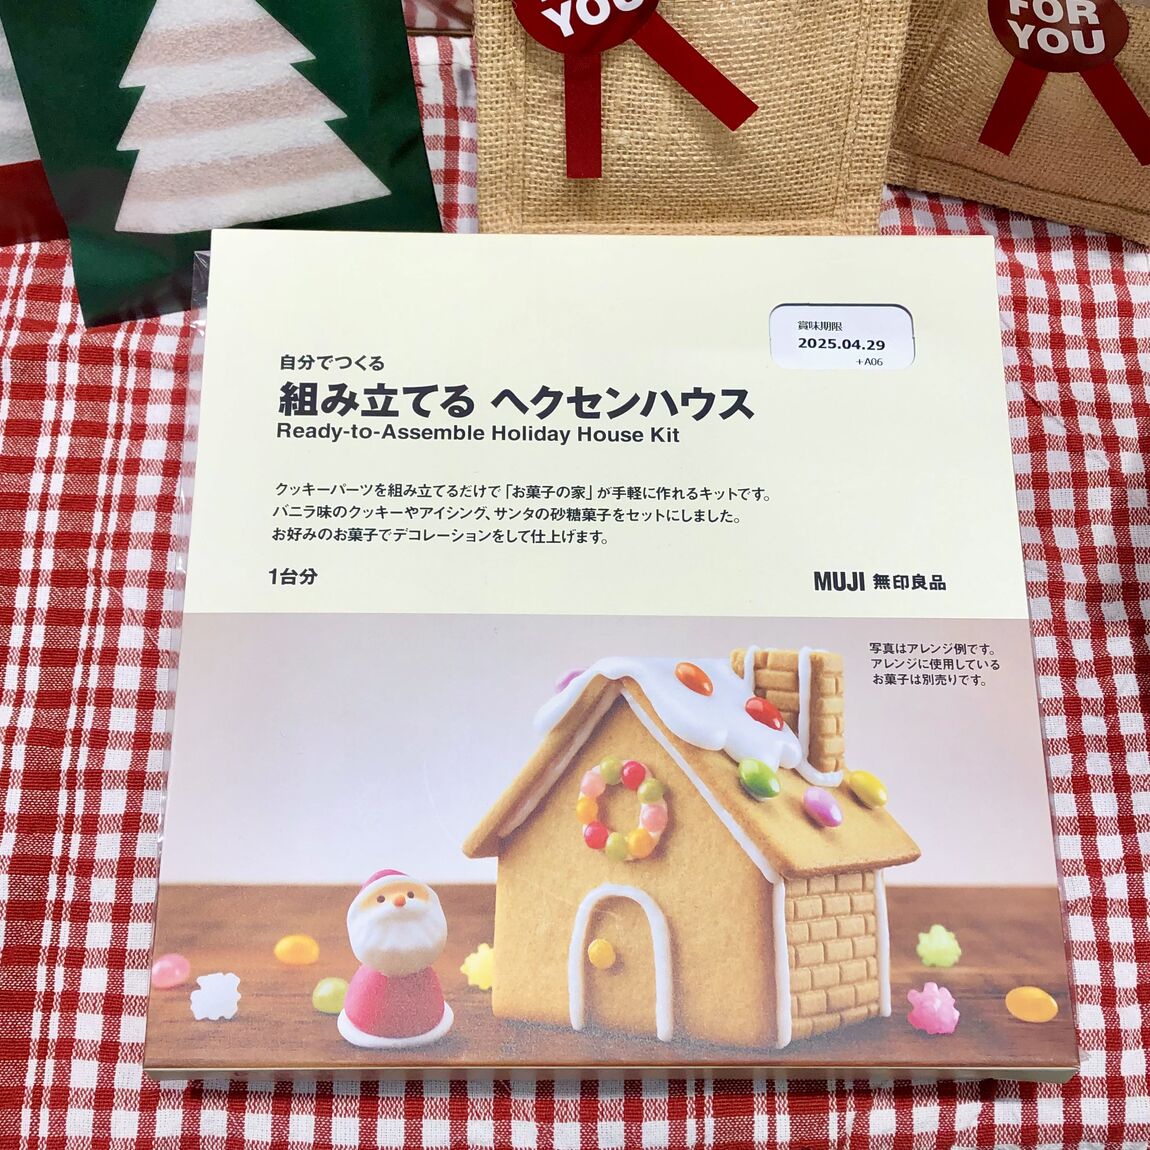 YOU
FOR
YOU
賞味期限
2025.04.29
+A06
自分でつくる
組み立てる ヘクセンハウス
Ready-to-Assemble Holiday House Kit
クッキーパーツを組み立てるだけで「お菓子の家」が手軽に作れるキットです。
バニラ味のクッキーやアイシング、サンタの砂糖菓子をセットにしました。
お好みのお菓子でデコレーションをして仕上げます。
1台分
MUJI 無印良品
写真はアレンジ例です。
アレンジに使用している
お菓子は別売りです。